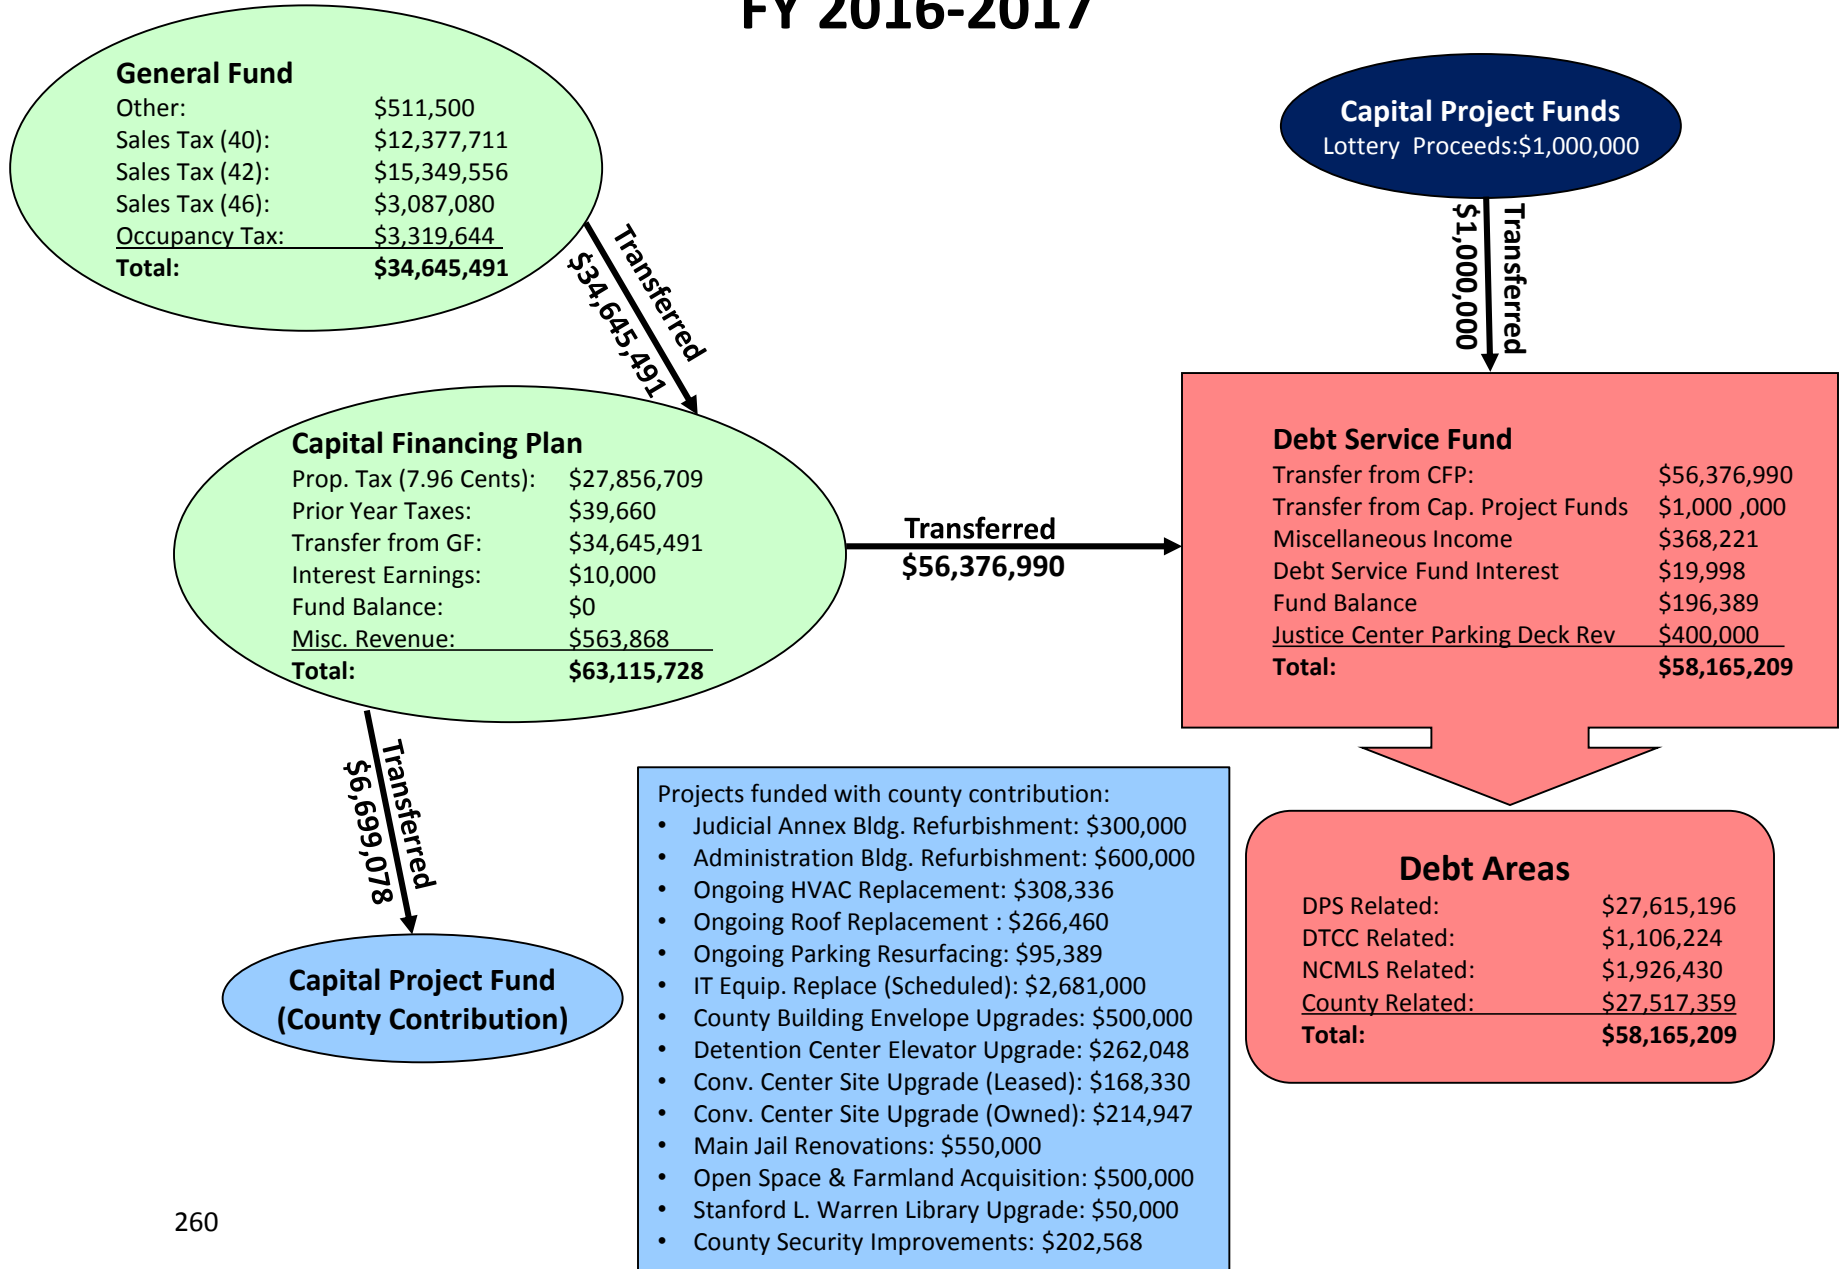 FY 2016-2017
General Fund
Other: $511,500
Sales Tax (40): $12,377,711
Sales Tax (42): $15,349,556
Sales Tax (46): $3,087,080
Occupancy Tax: $3,319,644
Total: $34,645,491
Transferred
$34,645,491
Capital Project Funds
Lottery Proceeds:$1,000,000
Transferred
$1,000,000
Capital Financing Plan
Prop. Tax (7.96 Cents): $27,856,709
Prior Year Taxes: $39,660
Transfer from GF: $34,645,491
Interest Earnings: $10,000
Fund Balance: $0
Misc. Revenue: $563,868
Total: $63,115,728
Transferred
$56,376,990
Debt Service Fund
Transfer from CFP: $56,376,990
Transfer from Cap. Project Funds $1,000 ,000
Miscellaneous Income $368,221
Debt Service Fund Interest $19,998
Fund Balance $196,389
Justice Center Parking Deck Rev $400,000
Total: $58,165,209
Transferred
$6,699,078
Capital Project Fund
(County Contribution)
Projects funded with county contribution:
• Judicial Annex Bldg. Refurbishment: $300,000
• Administration Bldg. Refurbishment: $600,000
• Ongoing HVAC Replacement: $308,336
• Ongoing Roof Replacement : $266,460
• Ongoing Parking Resurfacing: $95,389
• IT Equip. Replace (Scheduled): $2,681,000
• County Building Envelope Upgrades: $500,000
• Detention Center Elevator Upgrade: $262,048
• Conv. Center Site Upgrade (Leased): $168,330
• Conv. Center Site Upgrade (Owned): $214,947
• Main Jail Renovations: $550,000
• Open Space & Farmland Acquisition: $500,000
• Stanford L. Warren Library Upgrade: $50,000
• County Security Improvements: $202,568
Debt Areas
DPS Related: $27,615,196
DTCC Related: $1,106,224
NCMLS Related: $1,926,430
County Related: $27,517,359
Total: $58,165,209
260